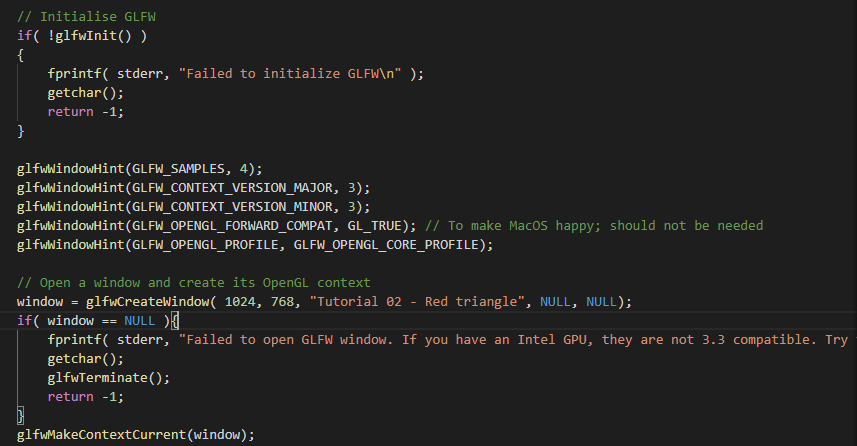 // Initialise GLFW
if( !glfwInit() )
{
    fprintf( stderr, "Failed to initialize GLFW\n" );
    getchar();
    return -1;
}

glfwWindowHint(GLFW_SAMPLES, 4);
glfwWindowHint(GLFW_CONTEXT_VERSION_MAJOR, 3);
glfwWindowHint(GLFW_CONTEXT_VERSION_MINOR, 3);
glfwWindowHint(GLFW_OPENGL_FORWARD_COMPAT, GL_TRUE); // To make MacOS happy; should not be needed
glfwWindowHint(GLFW_OPENGL_PROFILE, GLFW_OPENGL_CORE_PROFILE);

// Open a window and create its OpenGL context
window = glfwCreateWindow( 1024, 768, "Tutorial 02 - Red triangle", NULL, NULL);
if( window == NULL ){
    fprintf( stderr, "Failed to open GLFW window. If you have an Intel GPU, they are not 3.3 compatible. Try
    getchar();
    glfwTerminate();
    return -1;
}
glfwMakeContextCurrent(window);